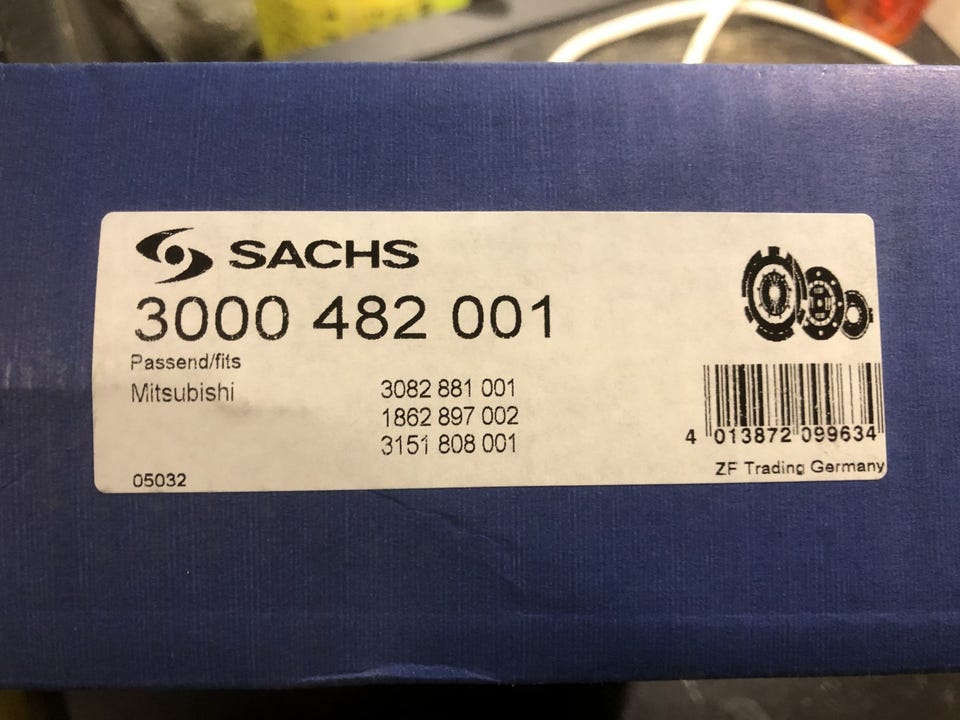 SACHS
3000 482 001
Passend/fits
Mitsubishi 3082 881 001
1862 897 002
3151 808 001
4 013872 099634
05032
ZF Trading Germany